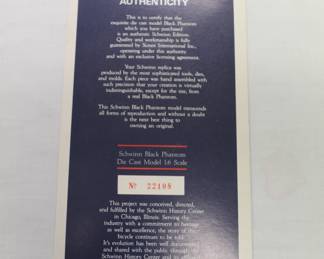 AUTHENTICITY
This is to certify that the
exquisite die cast model Black Phantom
which you have purchased
is an authentic Schwinn Edition.
Quality and workmanship is fully
guaranteed by Xonex International Inc.,
operating under this authority
and with an exclusive licensing agreement.
Your Schwinn replica was
produced by the most sophisticated tools, dies,
and molds. Each piece was hand assembled with
such precision that your creation is virtually
indistinguishable, except for the size, from
a real Black Phantom.
This Schwinn Black Phantom model transcends
all forms of reproduction and without a doubt
is the next best thing to
owning an original.
Schwinn Black Phantom
Die Cast Model 1:6 Scale
Nº 22108
This project was conceived, directed,
and fulfilled by the Schwinn History Center
in Chicago, Illinois. Serving the
industry with a commitment to heritage
as well as excellence, the story of the
bicycle continues to be told.
It's evolution has been well documented
and shared with the public through the
Schwinn History Center and its